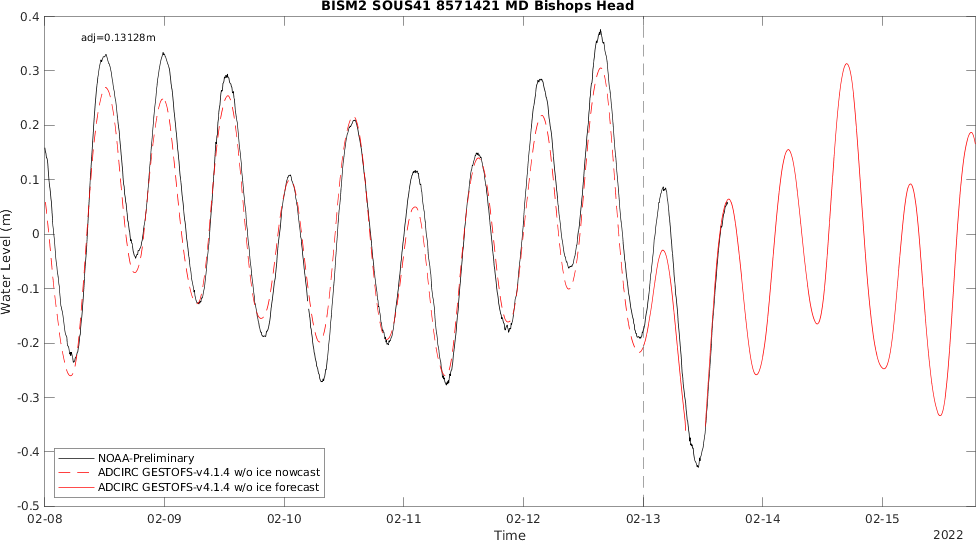 BISM2 SOUS41 8571421 MD Bishops Head
adj=0.13128m
0.4
0.3
0.2
0.1
0
-0.1
-0.2
-0.3
-0.4
-0.5
Water Level (m)
NOAA-Preliminary
ADCIRC GESTOFS-v4.1.4 w/o ice nowcast
ADCIRC GESTOFS-v4.1.4 w/o ice forecast
02-08 02-09 02-10 02-11 02-12 02-13 02-14 02-15
Time
2022